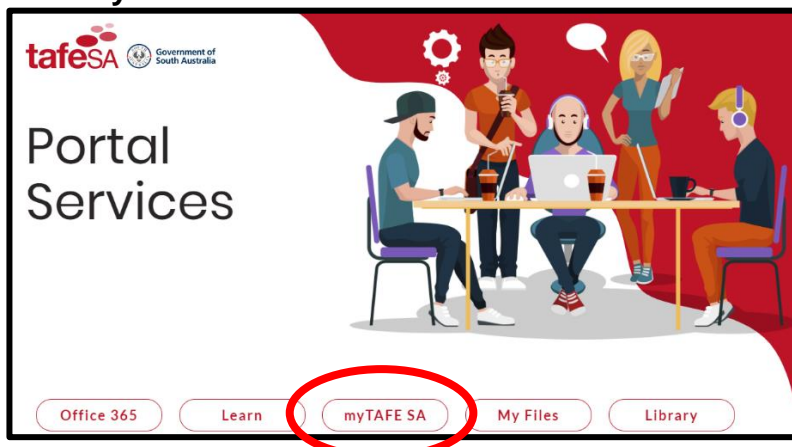 tafeSA
Government of
South Australia
Portal
Services
Office 365
Learn
myTAFE SA
My Files
Library